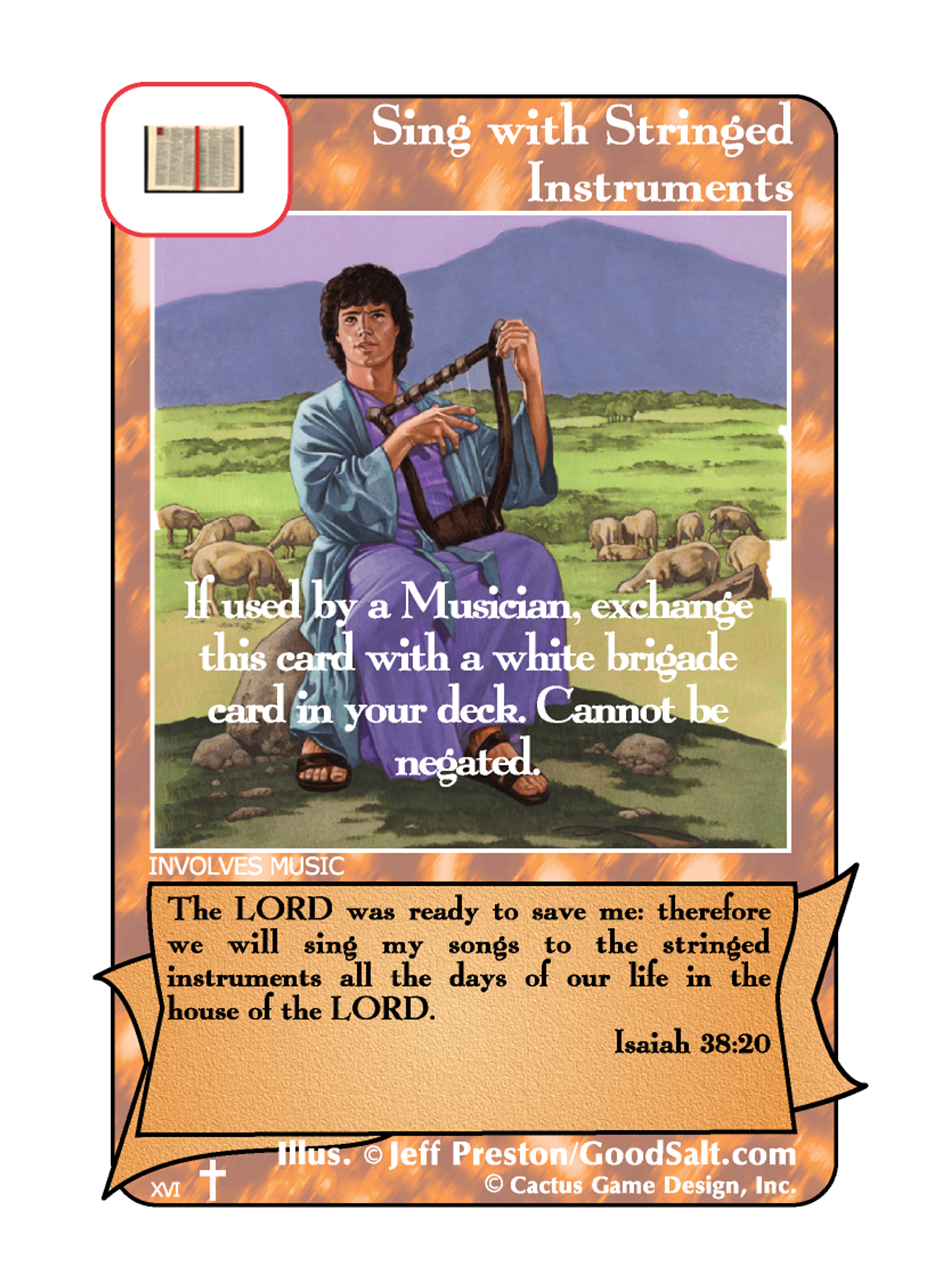 Sing with Stringed
Instruments
If used by a Musician, exchange
this card with a white brigade
card in your deck. Cannot be
negated.
INVOLVES MUSIC
The LORD was ready to save me: therefore
we will sing my songs to the stringed
instruments all the days of our life in the
house of the LORD.
Isaiah 38:20
Illus. © Jeff Preston/GoodSalt.com
XVI
© Cactus Game Design, Inc.